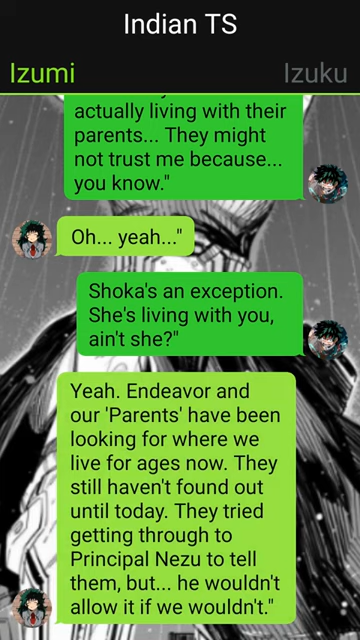 Indian TS
Izumi
Izuku
actually living with their
parents... They might
not trust me because...
you know."
Oh... yeah..."
Shoka's an exception.
She's living with you,
ain't she?"
Yeah. Endeavor and
our 'Parents' have been
looking for where we
live for ages now. They
still haven't found out
until today. They tried
getting through to
Principal Nezu to tell
them, but... he wouldn't
allow it if we wouldn't."